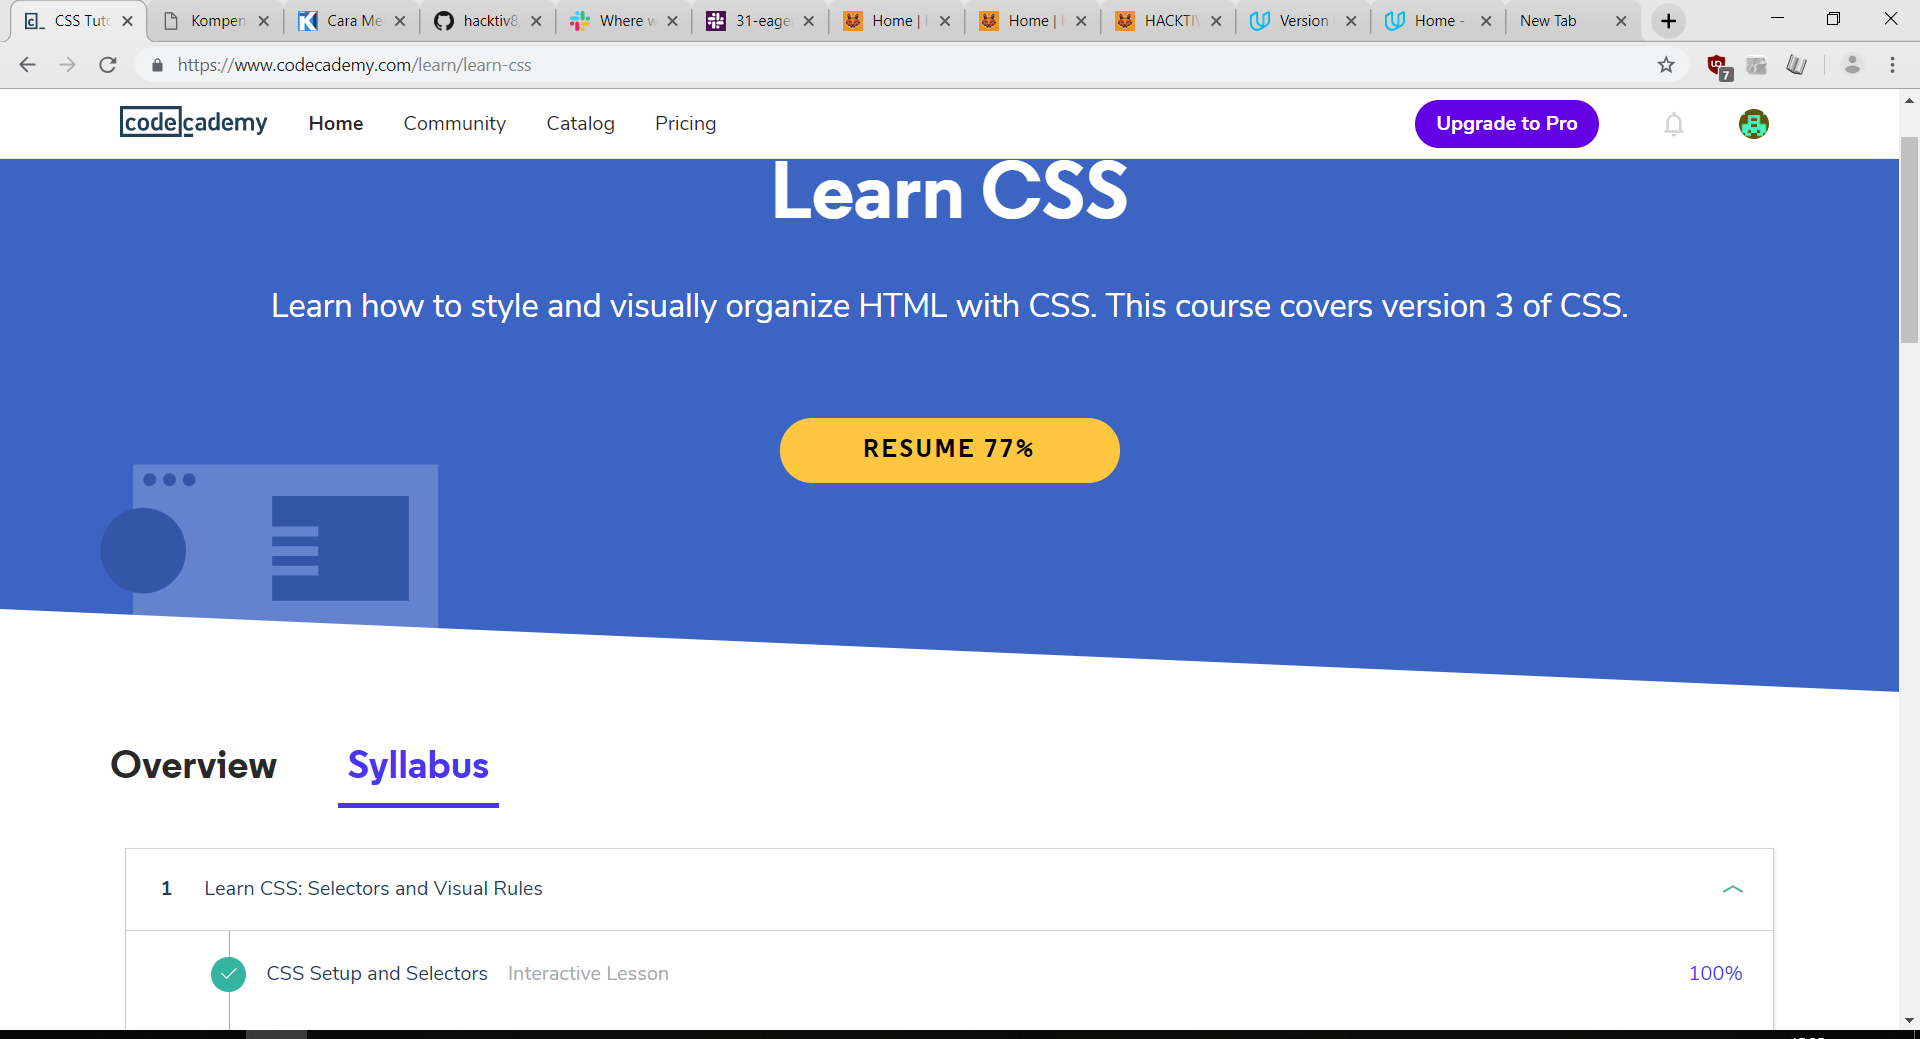 CSS Tuto
Kompen
Cara Me
hacktiv8
Where w
31-eage
Home |
Home |
HACKTIV
Version
Home -
New Tab
https://www.codecademy.com/learn/learn-css
7
codecademy
Home
Community
Catalog
Pricing
Upgrade to Pro
Learn CSS
Learn how to style and visually organize HTML with CSS. This course covers version 3 of CSS.
RESUME 77%
Overview
Syllabus
1 Learn CSS: Selectors and Visual Rules
CSS Setup and Selectors Interactive Lesson 100%